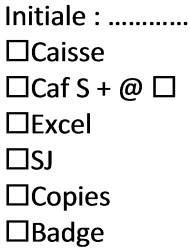 Initiale : ............
☐Caisse
☐Caf S + @ ☐
☐Excel
☐SJ
☐Copies
☐Badge